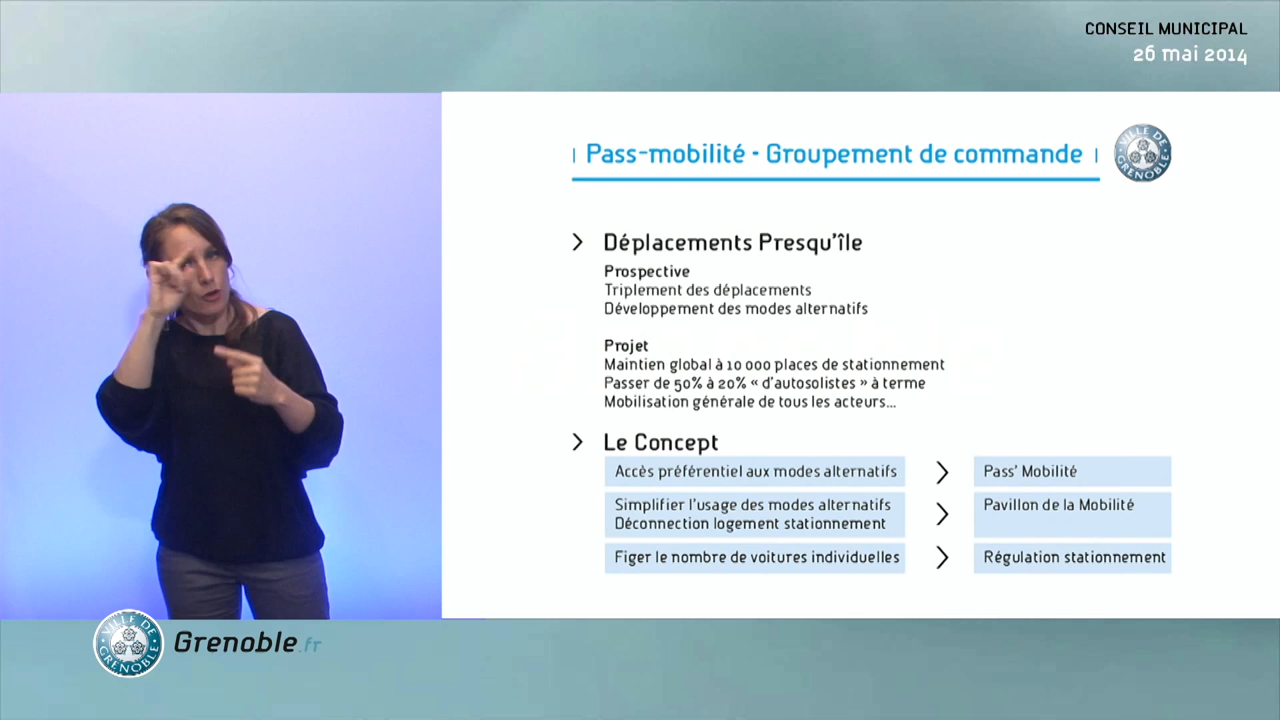 CONSEIL MUNICIPAL
26 mai 2014
Pass-mobilité - Groupement de commande
VILLE DE GRENOBLE
Déplacements Presqu'île
Prospective
Triplement des déplacements
Développement des modes alternatifs
Projet
Maintien global à 10 000 places de stationnement
Passer de 50% à 20% « d'autosolistes » à terme
Mobilisation générale de tous les acteurs...
Le Concept
Accès préférentiel aux modes alternatifs > Pass' Mobilité
Simplifier l'usage des modes alternatifs > Pavillon de la Mobilité
Déconnection logement stationnement
Figer le nombre de voitures individuelles > Régulation stationnement
VILLE DE GRENOBLE
Grenoble.fr